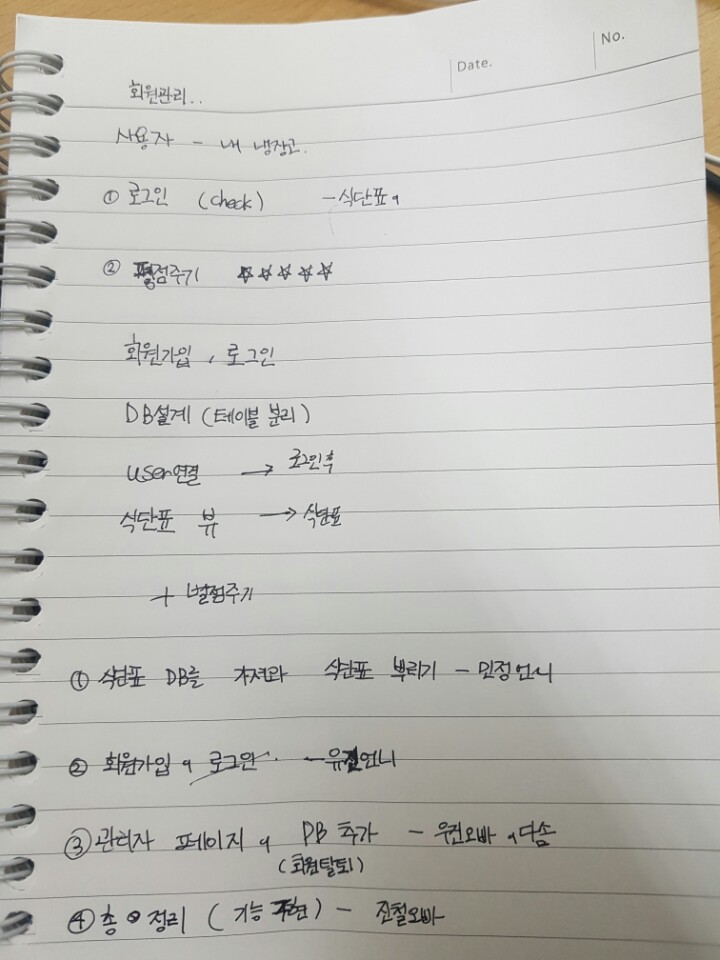 No.
Date.
회원관리..
사용자 - 내 냉장고.
① 로그인 (check) - 식단표,
② 평점주기 ☆☆☆☆☆
회원가입, 로그인
DB설계 (테이블 분리)
user연결 → 로그인후
식단표 뷰 → 식단표
+ 별점주기
① 식단표 DB를 가져와 식단표 뿌리기 - 민정언니
② 회원가입, 로그인 - 언니
③ 관리자 페이지, DB 추가 - 오빠, 다솜
(회원탈퇴)
④ 총 정리 (기능 구현) - 진철오빠